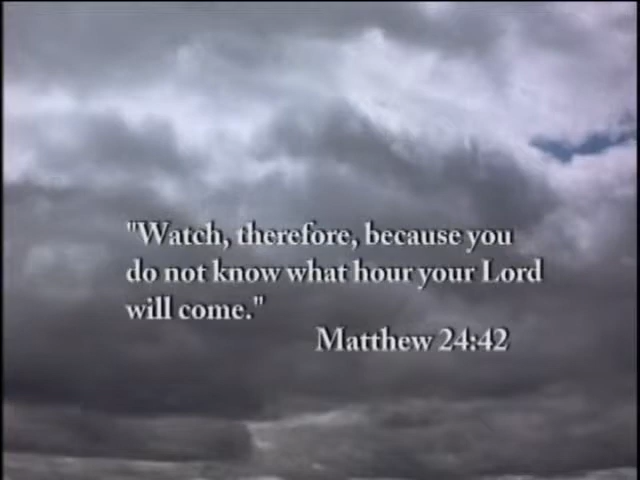 "Watch, therefore, because you
do not know what hour your Lord
will come."
Matthew 24:42